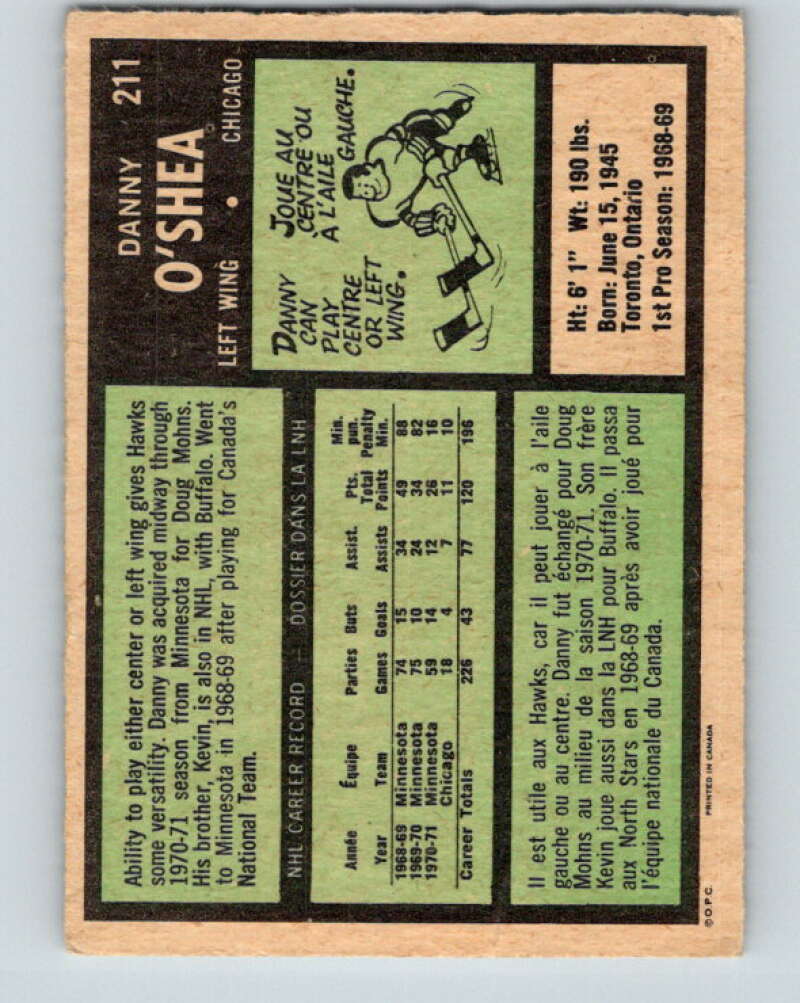 DANNY 211
O'SHEA
LEFT WING • CHICAGO
Ability to play either center or left wing gives Hawks
some versatility. Danny was acquired midway through
1970-71 season from Minnesota for Doug Mohns.
His brother, Kevin, is also in NHL, with Buffalo. Went
to Minnesota in 1968-69 after playing for Canada's
National Team.
DANNY
CAN
PLAY
CENTRE
OR LEFT
WING.
JOUE AU
CENTRE OU
À L'AILE
GAUCHE.
NHL CAREER RECORD — DOSSIER DANS LA LNH
Année Équipe Parties Buts Assist. Pts. Total Min. pun.
Year Team Games Goals Assists Points Penalty Min.
1968-69 Minnesota 74 15 34 49 88
1969-70 Minnesota 75 10 24 34 82
1970-71 Minnesota 59 14 12 26 16
Chicago 18 4 7 11 10
Career Totals 226 43 77 120 196
Ht: 6' 1" Wt: 190 lbs.
Born: June 15, 1945
Toronto, Ontario
1st Pro Season: 1968-69
Il est utile aux Hawks, car il peut jouer à l'aile
gauche ou au centre. Danny fut échangé pour Doug
Mohns au milieu de la saison 1970-71. Son frère
Kevin joue aussi dans la LNH pour Buffalo. Il passa
aux North Stars en 1968-69 après avoir joué pour
l'équipe nationale du Canada.
©O.P.C. PRINTED IN CANADA